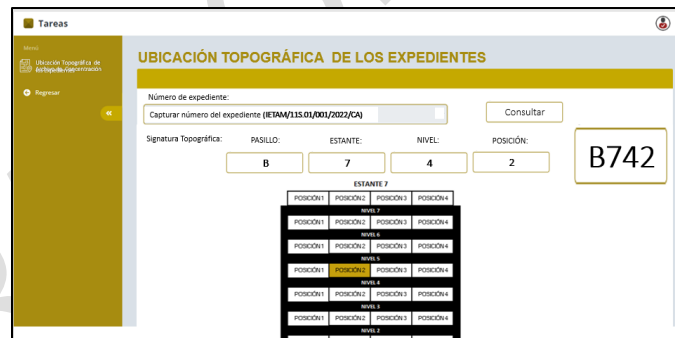 Tareas
Menú
Ubicación Topográfica de
Regresar
«
UBICACIÓN TOPOGRÁFICA DE LOS EXPEDIENTES
Número de expediente:
Capturar número del expediente (IETAM/11S.01/001/2022/CA)
Consultar
Signatura Topográfica:
PASILLO: ESTANTE: NIVEL: POSICIÓN:
B 7 4 2
B742
ESTANTE 7
POSICIÓN 1 POSICIÓN 2 POSICIÓN 3 POSICIÓN 4
NIVEL 7
POSICIÓN 1 POSICIÓN 2 POSICIÓN 3 POSICIÓN 4
NIVEL 6
POSICIÓN 1 POSICIÓN 2 POSICIÓN 3 POSICIÓN 4
NIVEL 5
POSICIÓN 1 POSICIÓN 2 POSICIÓN 3 POSICIÓN 4
NIVEL 4
POSICIÓN 1 POSICIÓN 2 POSICIÓN 3 POSICIÓN 4
NIVEL 3
POSICIÓN 1 POSICIÓN 2 POSICIÓN 3 POSICIÓN 4
NIVEL 2